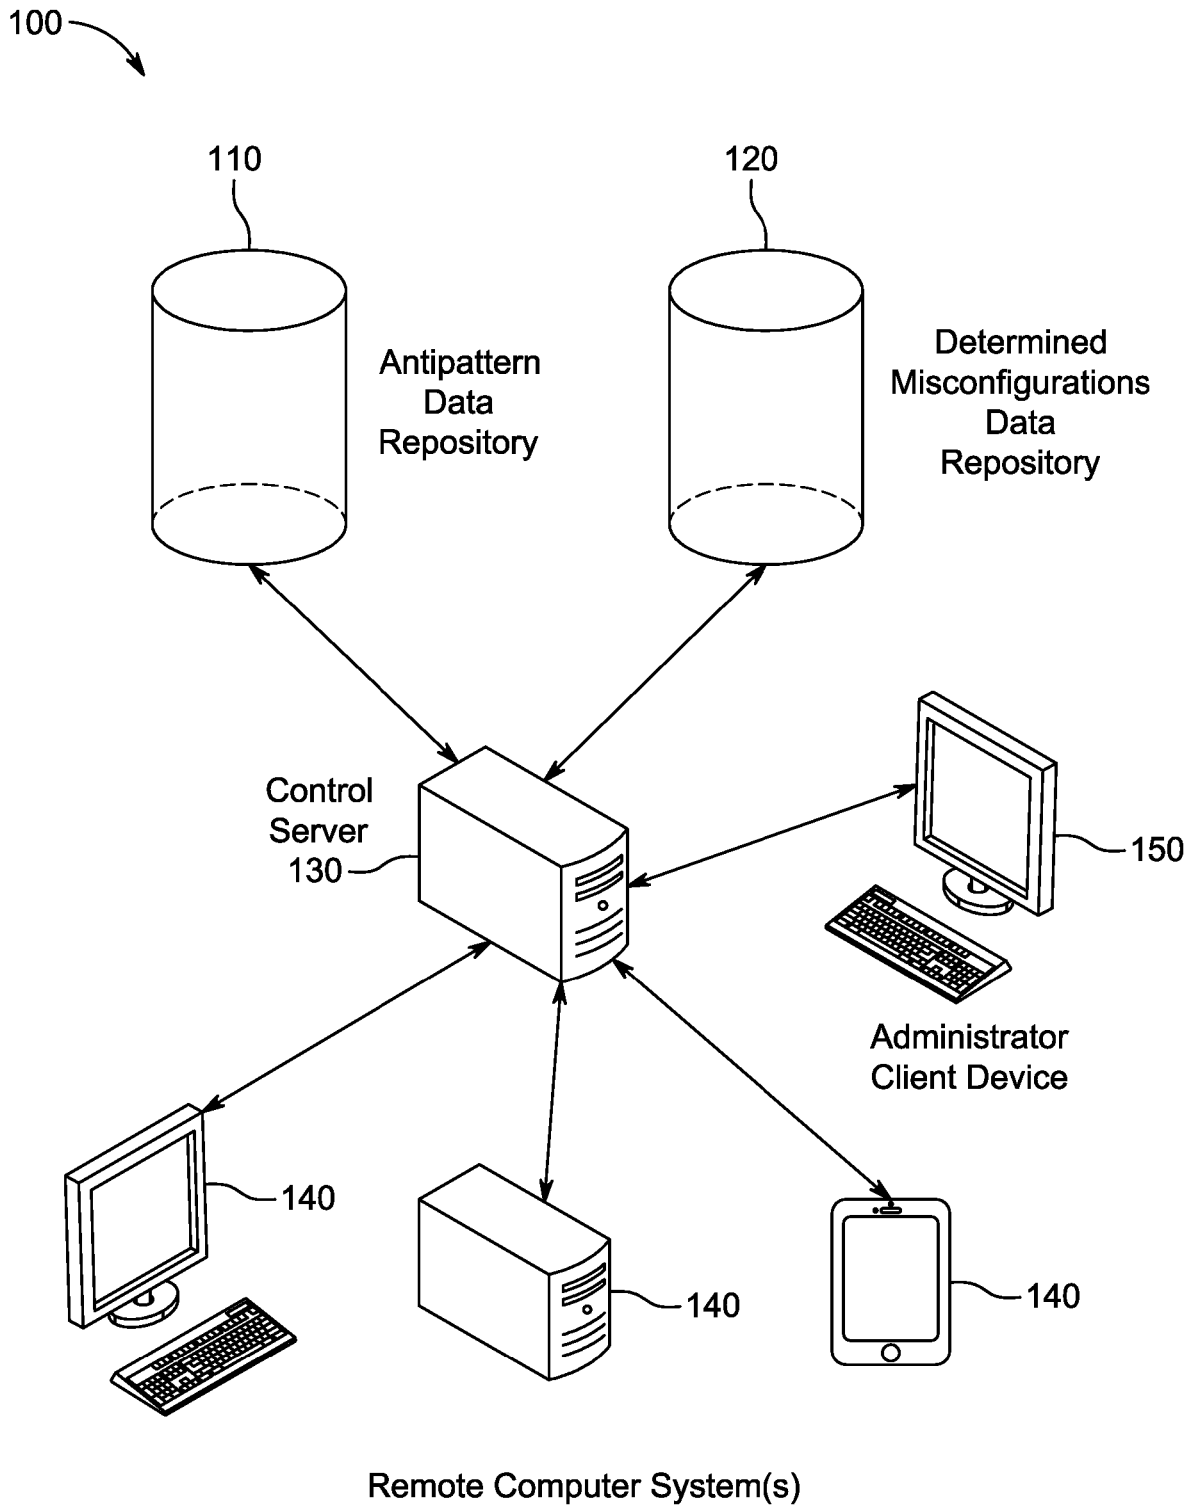 100
110
120
Antipattern
Data
Repository
Determined
Misconfigurations
Data
Repository
Control
Server
130
150
Administrator
Client Device
140
140
140
Remote Computer System(s)